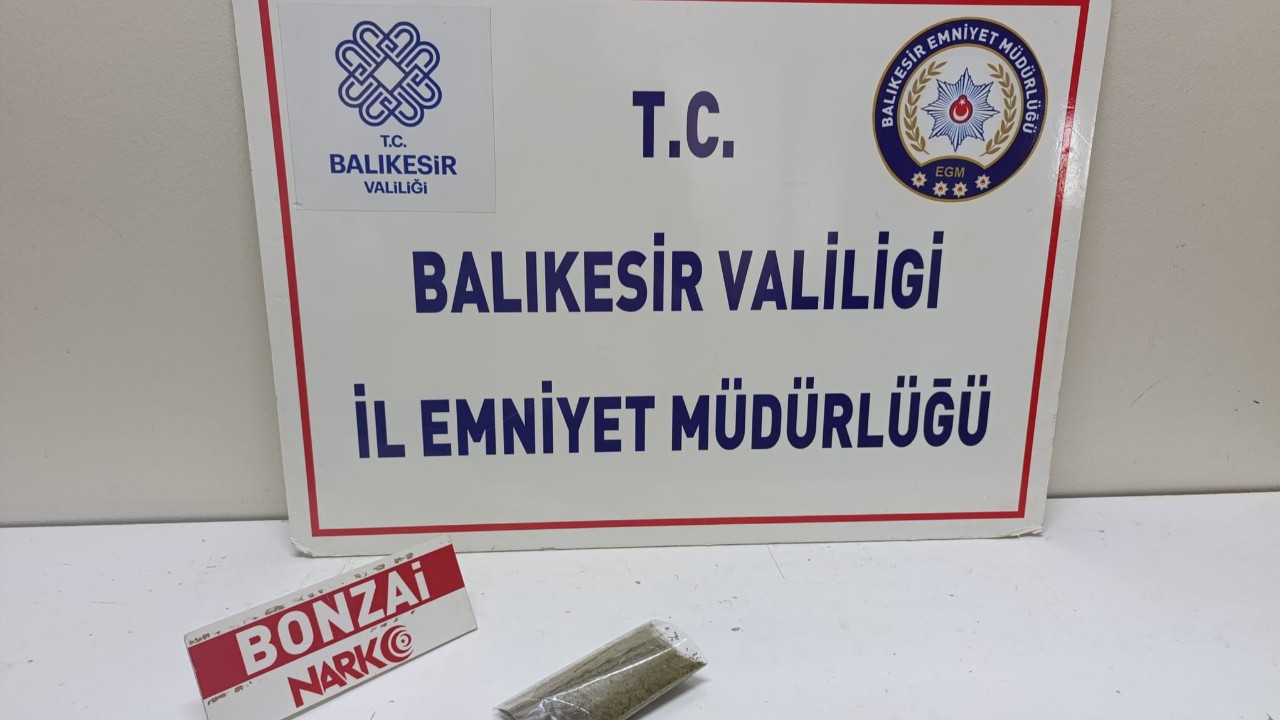 T.C.
BALIKESİR
VALİLİĞİ
T.C.
BALIKESİR EMNİYET MÜDÜRLÜĞÜ
EGM
BALIKESİR VALİLİGİ
İL EMNİYET MÜDÜRLÜĞÜ
BONZAİ
NARKO